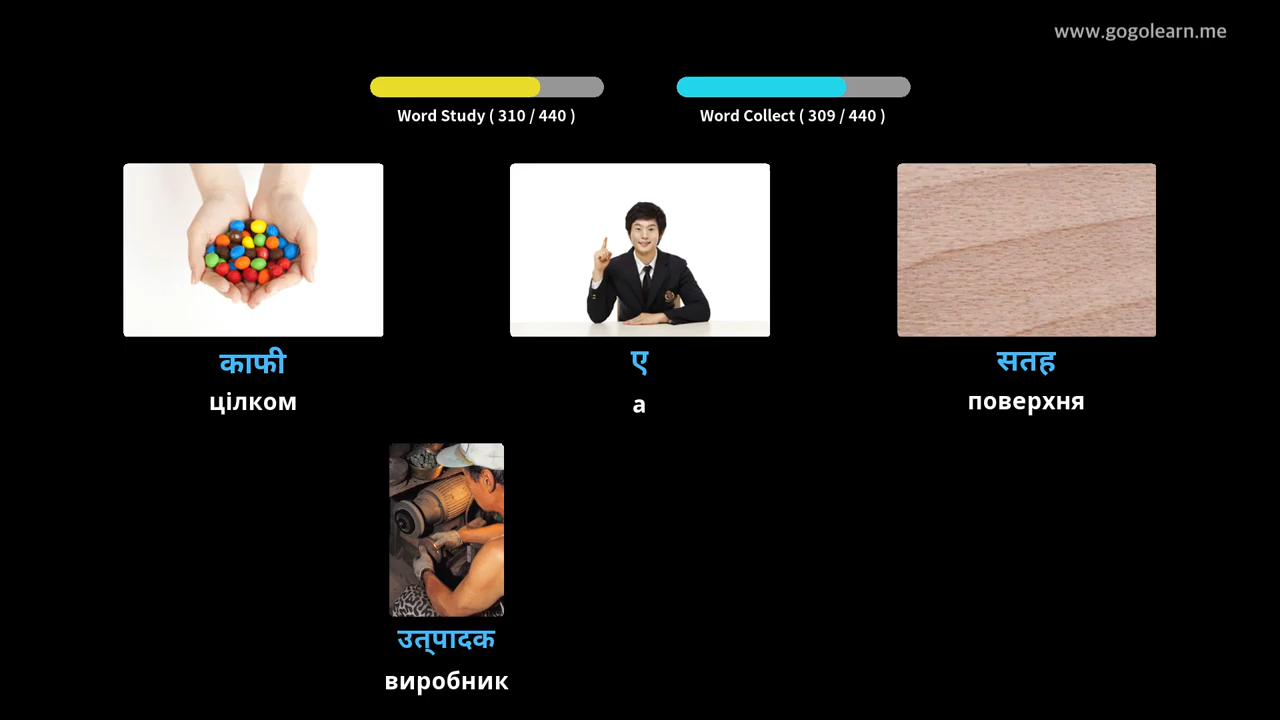 www.gogolearn.me
Word Study ( 310 / 440 )
Word Collect ( 309 / 440 )
काफी
ए
सतह
цілком
а
поверхня
उत्पादक
виробник